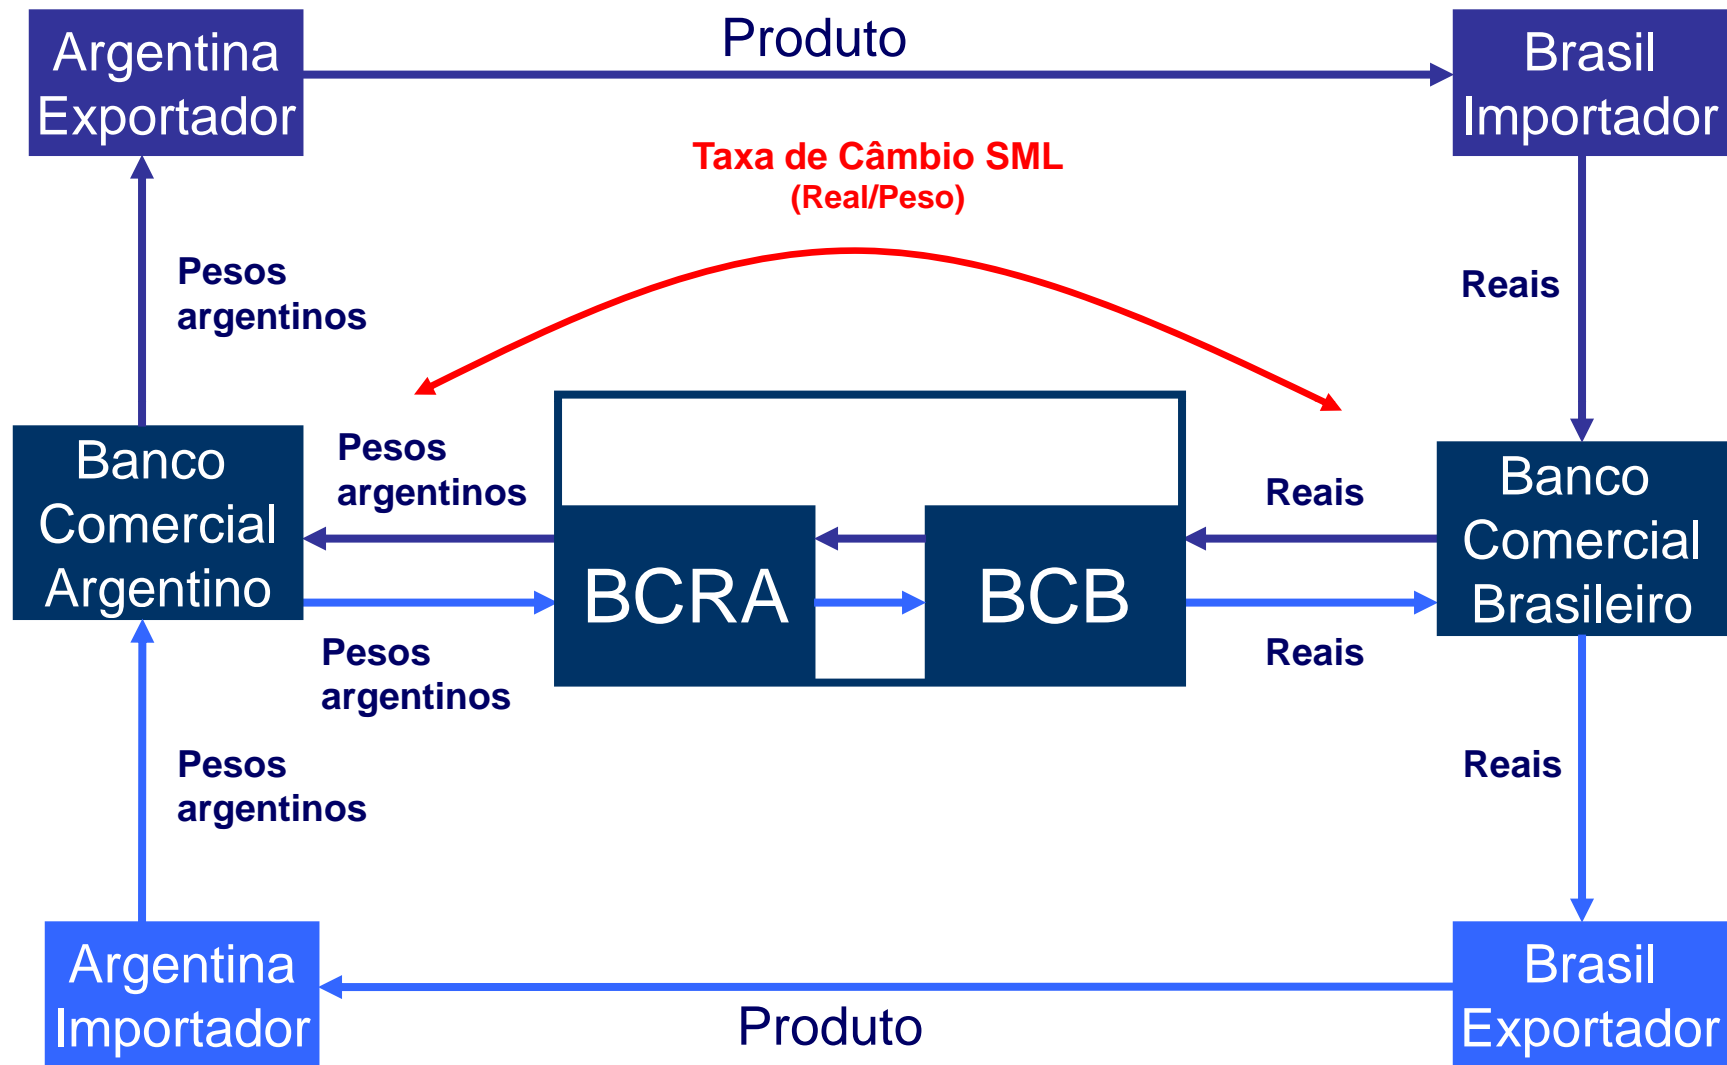 Produto
Argentina
Exportador
Brasil
Importador
Taxa de Câmbio SML
(Real/Peso)
Pesos
argentinos
Reais
Banco
Comercial
Argentino
Pesos
argentinos
Reais
Banco
Comercial
Brasileiro
BCRA
BCB
Pesos
argentinos
Reais
Pesos
argentinos
Reais
Argentina
Importador
Brasil
Exportador
Produto